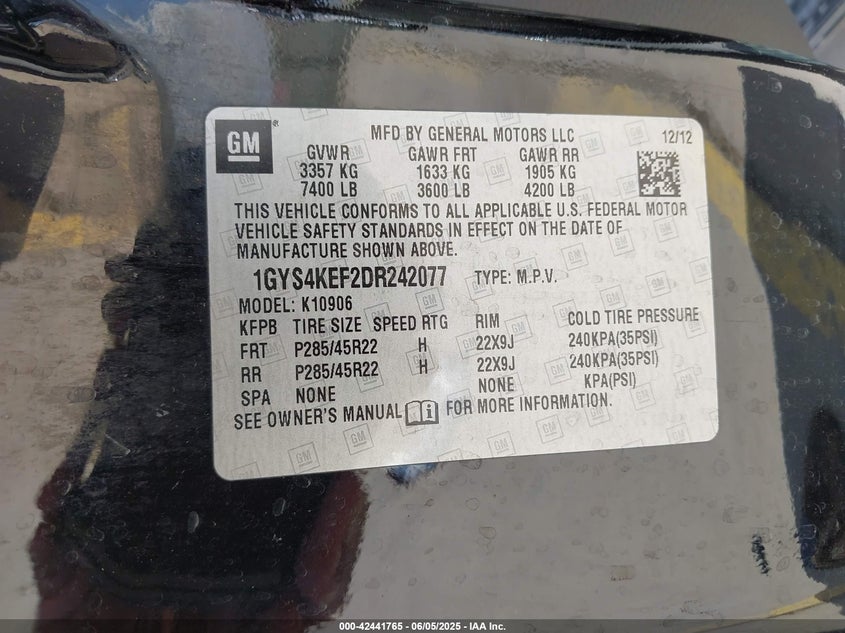 GM
MFD BY GENERAL MOTORS LLC 12/12
GVWR GAWR FRT GAWR RR
3357 KG 1633 KG 1905 KG
7400 LB 3600 LB 4200 LB
THIS VEHICLE CONFORMS TO ALL APPLICABLE U.S. FEDERAL MOTOR
VEHICLE SAFETY STANDARDS IN EFFECT ON THE DATE OF
MANUFACTURE SHOWN ABOVE.
1GYS4KEF2DR242077 TYPE: M.P.V.
MODEL: K10906
KFPB TIRE SIZE SPEED RTG RIM COLD TIRE PRESSURE
FRT P285/45R22 H 22X9J 240KPA(35PSI)
RR P285/45R22 H 22X9J 240KPA(35PSI)
SPA NONE NONE KPA(PSI)
SEE OWNER'S MANUAL FOR MORE INFORMATION.
000-42441765 - 06/05/2025 - IAA Inc.